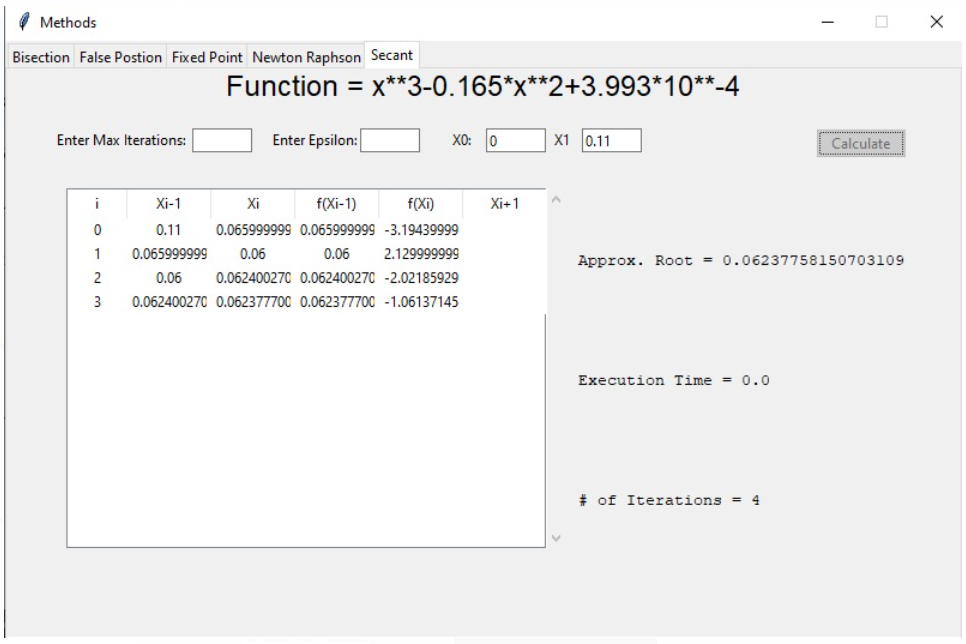 Methods
Bisection False Postion Fixed Point Newton Raphson Secant
Function = x**3-0.165*x**2+3.993*10**-4
Enter Max Iterations: Enter Epsilon: X0: 0 X1 0.11 Calculate
i Xi-1 Xi f(Xi-1) f(Xi) Xi+1
0 0.11 0.065999999 0.065999999 -3.19439999
1 0.065999999 0.06 0.06 2.129999999
2 0.06 0.062400270 0.062400270 -2.02185929
3 0.062400270 0.062377700 0.062377700 -1.06137145
Approx. Root = 0.06237758150703109
Execution Time = 0.0
# of Iterations = 4